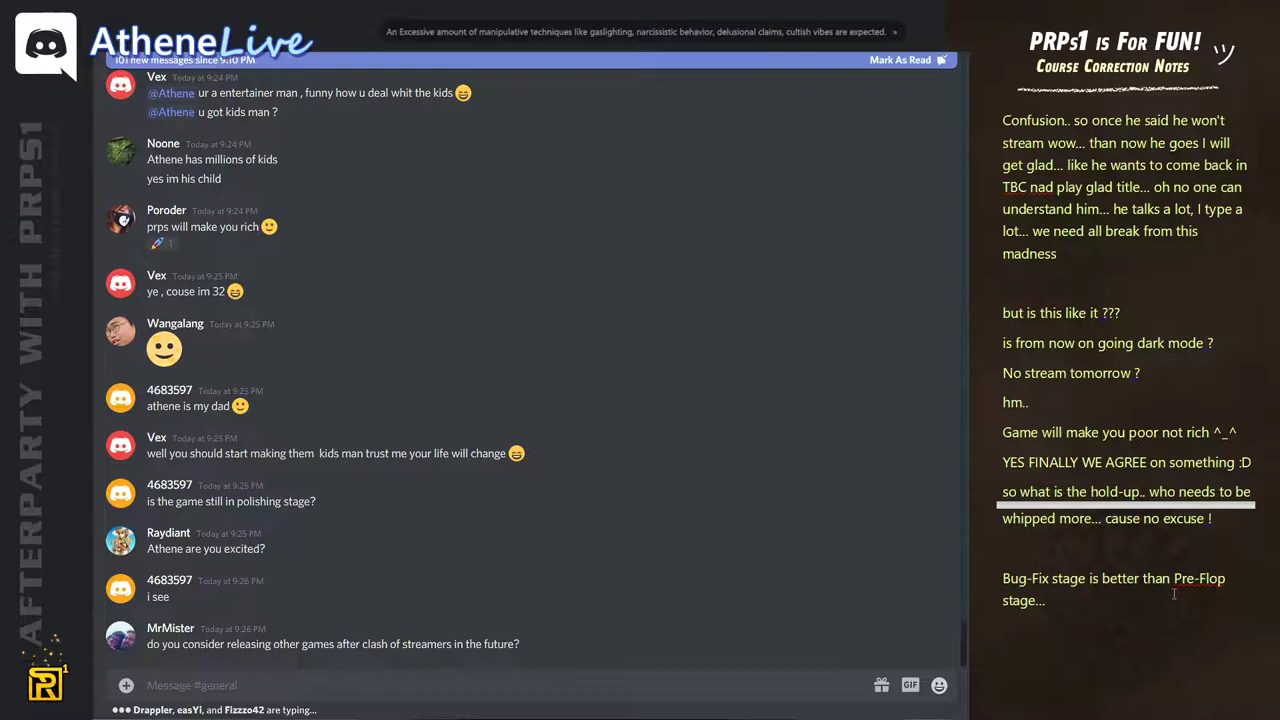 AtheneLive
An Excessive amount of manipulative techniques like gaslighting, narcissistic behavior, delusional claims, cultish vibes are expected. »
101 new messages since 9:10 PM
Mark As Read
Vex Today at 9:24 PM
@Athene ur a entertainer man , funny how u deal whit the kids
@Athene u got kids man ?
Noone Today at 9:24 PM
Athene has millions of kids
yes im his child
Poroder Today at 9:24 PM
prps will make you rich
1
Vex Today at 9:25 PM
ye , couse im 32
Wangalang Today at 9:25 PM
4683597 Today at 9:25 PM
athene is my dad
Vex Today at 9:25 PM
well you should start making them kids man trust me your life will change
4683597 Today at 9:25 PM
is the game still in polishing stage?
Raydiant Today at 9:25 PM
Athene are you excited?
4683597 Today at 9:26 PM
i see
MrMister Today at 9:26 PM
do you consider releasing other games after clash of streamers in the future?
Message #general
GIF
Drappler, easYi, and Fizzzo42 are typing...
AFTERPARTY WITH PRPS1
R1
PRPs1 is For FUN!
Course Correction Notes
ツ
Confusion.. so once he said he won't
stream wow... than now he goes I will
get glad... like he wants to come back in
TBC nad play glad title... oh no one can
understand him... he talks a lot, I type a
lot... we need all break from this
madness
but is this like it ???
is from now on going dark mode ?
No stream tomorrow ?
hm..
Game will make you poor not rich ^_^
YES FINALLY WE AGREE on something :D
so what is the hold-up.. who needs to be
whipped more... cause no excuse !
Bug-Fix stage is better than Pre-Flop
stage...